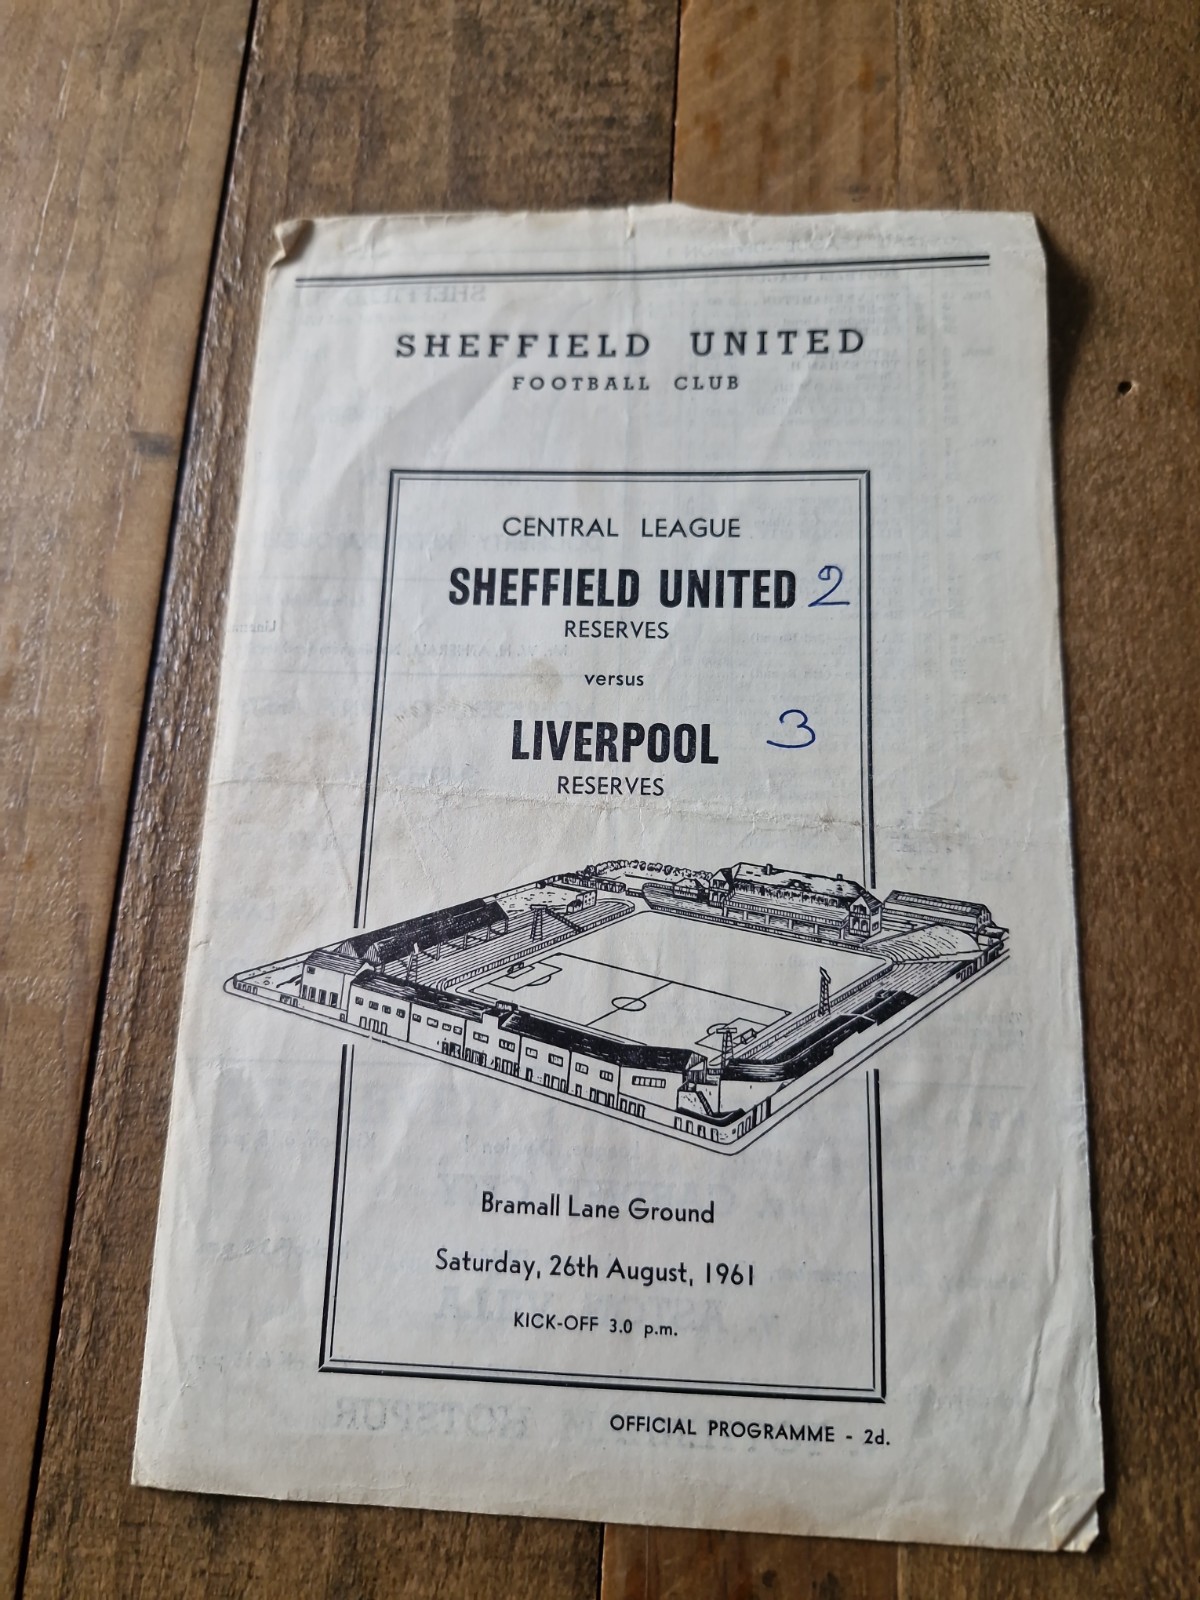 SHEFFIELD UNITED
FOOTBALL CLUB
CENTRAL LEAGUE
SHEFFIELD UNITED 2
RESERVES
versus
LIVERPOOL 3
RESERVES
Bramall Lane Ground
Saturday, 26th August, 1961
KICK-OFF 3.0 p.m.
OFFICIAL PROGRAMME - 2d.